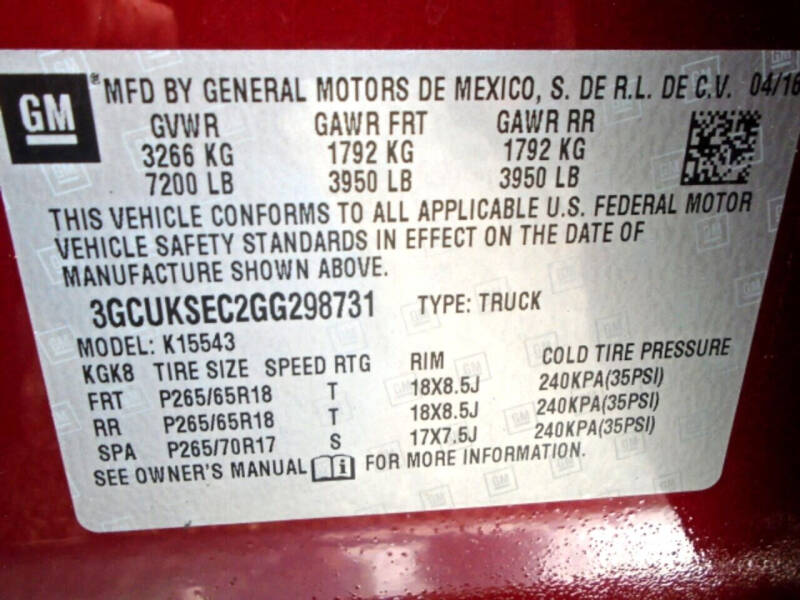 GM ® MFD BY GENERAL MOTORS DE MEXICO, S. DE R.L. DE C.V. 04/16
GVWR GAWR FRT GAWR RR
3266 KG 1792 KG 1792 KG
7200 LB 3950 LB 3950 LB
THIS VEHICLE CONFORMS TO ALL APPLICABLE U.S. FEDERAL MOTOR
VEHICLE SAFETY STANDARDS IN EFFECT ON THE DATE OF
MANUFACTURE SHOWN ABOVE.
3GCUKSEC2GG298731 TYPE: TRUCK
MODEL: K15543
KGK8 TIRE SIZE SPEED RTG RIM COLD TIRE PRESSURE
FRT P265/65R18 T 18X8.5J 240KPA(35PSI)
RR P265/65R18 T 18X8.5J 240KPA(35PSI)
SPA P265/70R17 S 17X7.5J 240KPA(35PSI)
SEE OWNER'S MANUAL i FOR MORE INFORMATION.